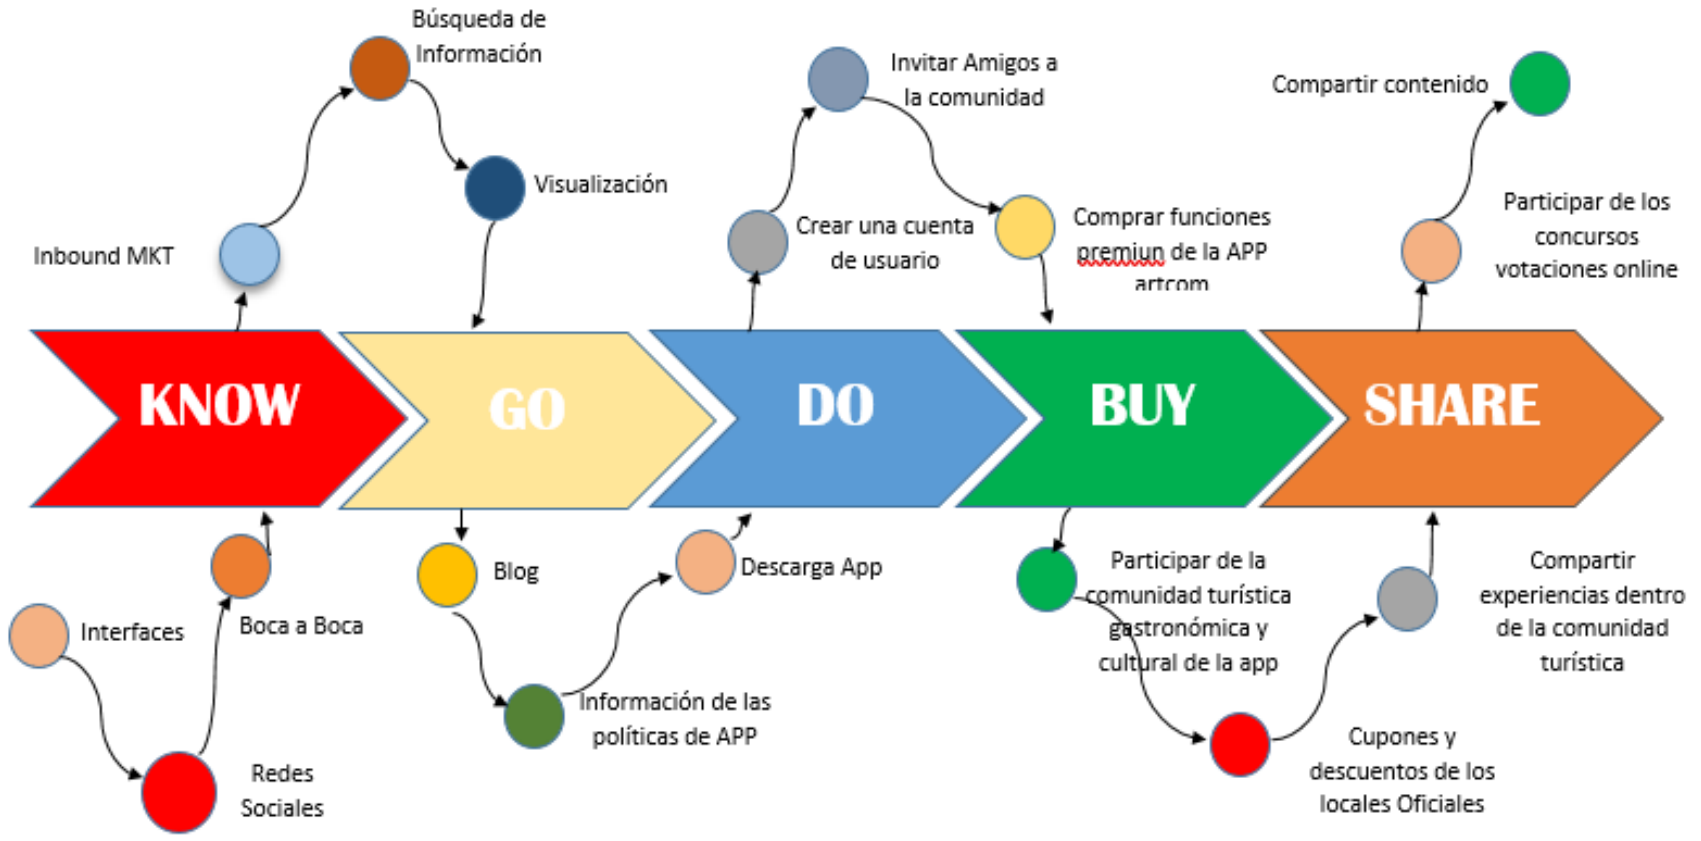 Búsqueda de
Información
Visualización
Inbound MKT
Invitar Amigos a
la comunidad
Crear una cuenta
de usuario
Comprar funciones
premiun de la APP
artcom
Compartir contenido
Participar de los
concursos
votaciones online
KNOW
GO
DO
BUY
SHARE
Interfaces
Boca a Boca
Redes
Sociales
Blog
Información de las
políticas de APP
Descarga App
Participar de la
comunidad turística
gastronómica y
cultural de la app
Cupones y
descuentos de los
locales Oficiales
Compartir
experiencias dentro
de la comunidad
turística